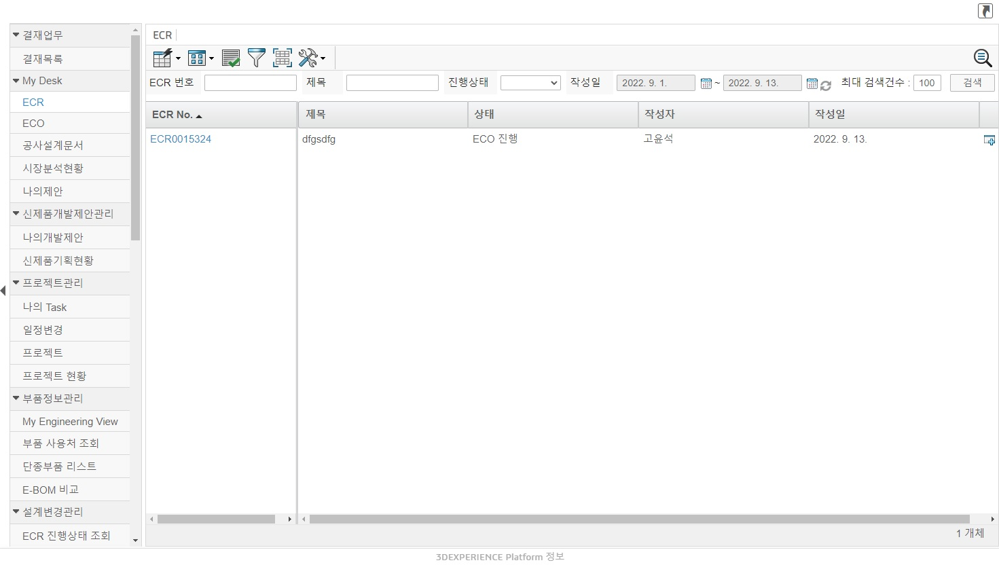 결재업무
결재목록
My Desk
ECR
ECO
공사설계문서
시장분석현황
나의제안
신제품개발제안관리
나의개발제안
신제품기획현황
프로젝트관리
나의 Task
일정변경
프로젝트
프로젝트 현황
부품정보관리
My Engineering View
부품 사용처 조회
단종부품 리스트
E-BOM 비교
설계변경관리
ECR 진행상태 조회
ECR
ECR 번호 제목 진행상태 작성일 2022. 9. 1. ~ 2022. 9. 13. 최대 검색건수 : 100 검색
ECR No. 제목 상태 작성자 작성일
ECR0015324 dfgsdfg ECO 진행 고윤석 2022. 9. 13.
1 개체
3DEXPERIENCE Platform 정보